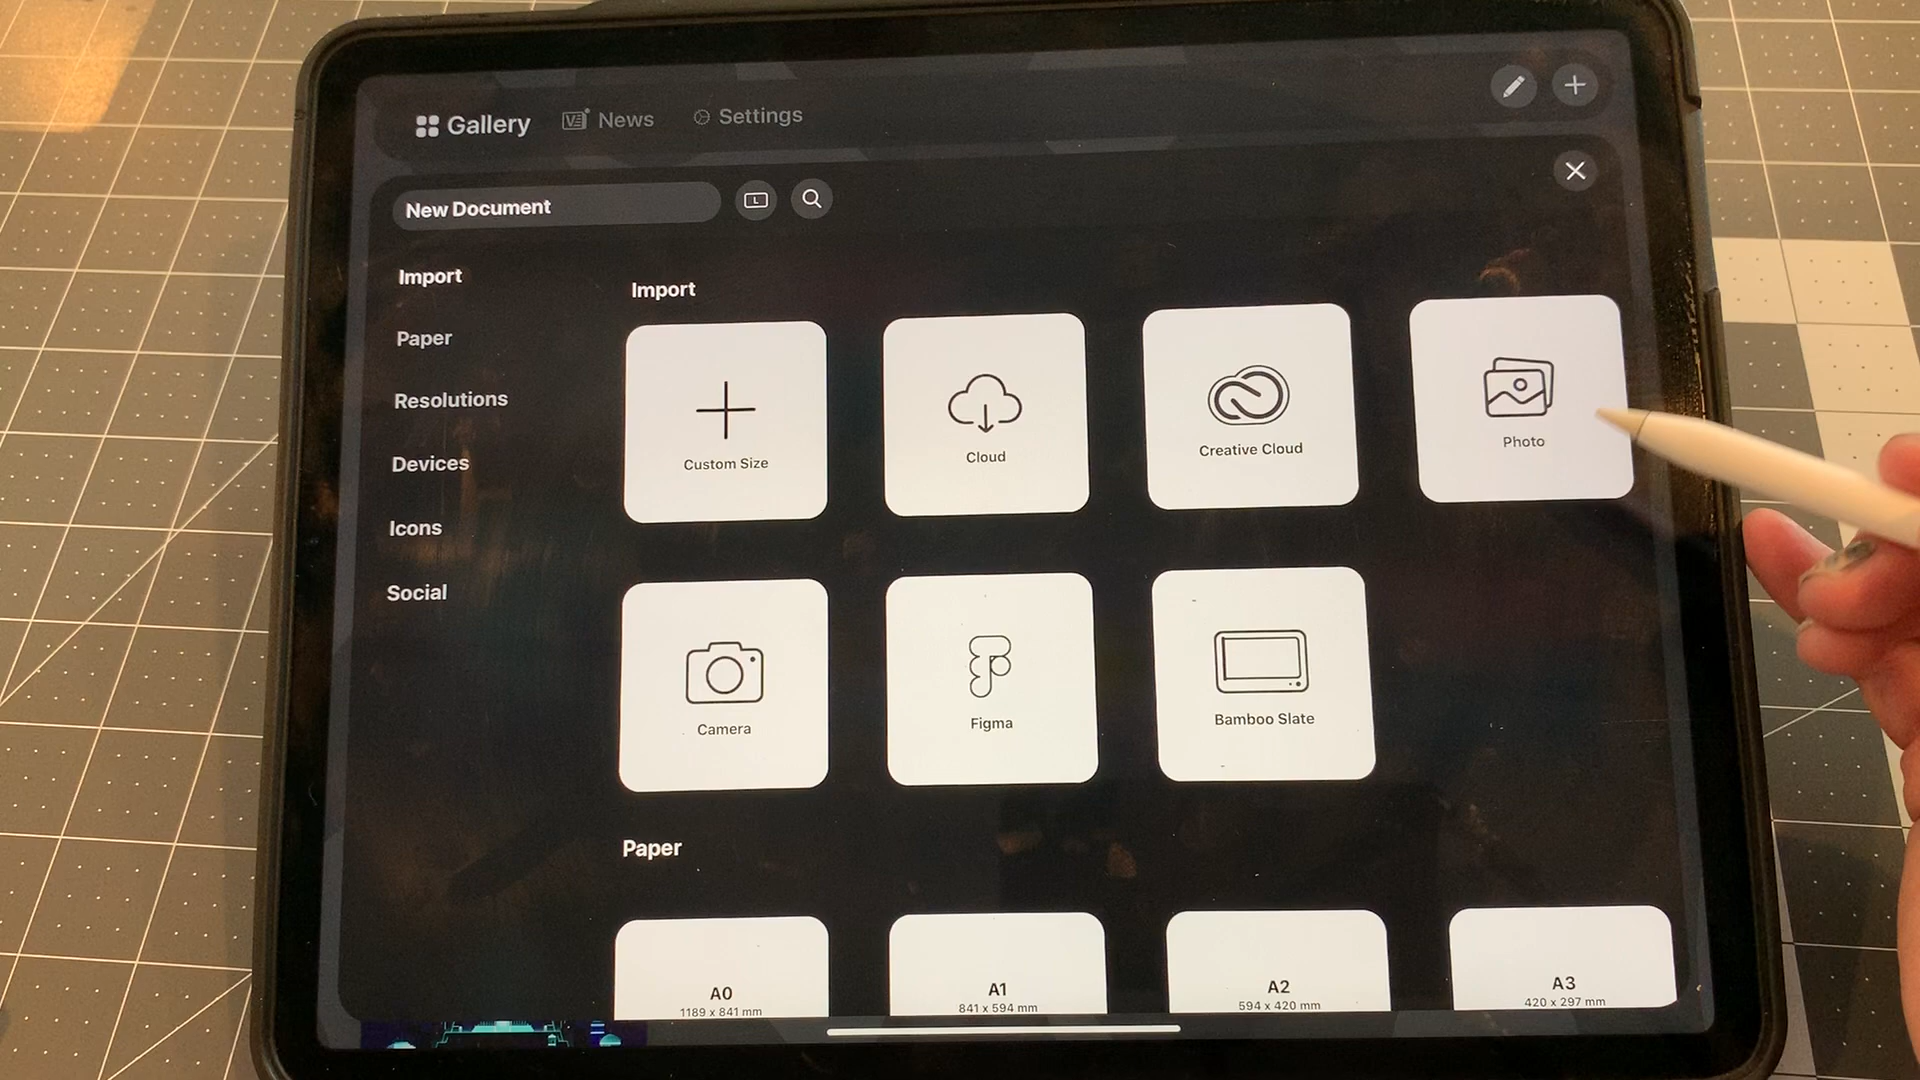 Gallery
News
Settings
New Document
L
Import
Paper
Resolutions
Devices
Icons
Social
Import
Custom Size
Cloud
Creative Cloud
Photo
Camera
Figma
Bamboo Slate
Paper
A0
1189 x 841 mm
A1
841 x 594 mm
A2
594 x 420 mm
A3
420 x 297 mm